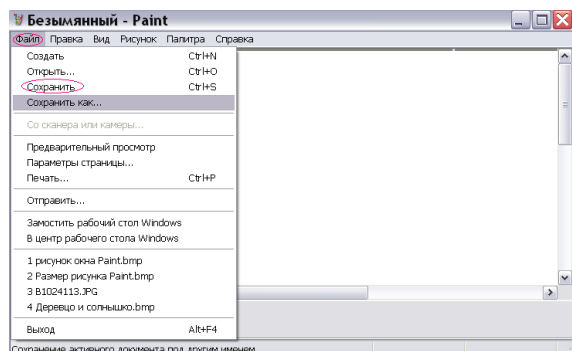 Безымянный - Paint
Файл Правка Вид Рисунок Палитра Справка
Создать Ctrl+N
Открыть... Ctrl+O
Сохранить Ctrl+S
Сохранить как...
Со сканера или камеры...
Предварительный просмотр
Параметры страницы...
Печать... Ctrl+P
Отправить...
Замостить рабочий стол Windows
В центр рабочего стола Windows
1 рисунок окна Paint.bmp
2 Размер рисунка Paint.bmp
3 B1024113.JPG
4 Деревцо и солнышко.bmp
Выход Alt+F4
Сохранение активного документа под другим именем.